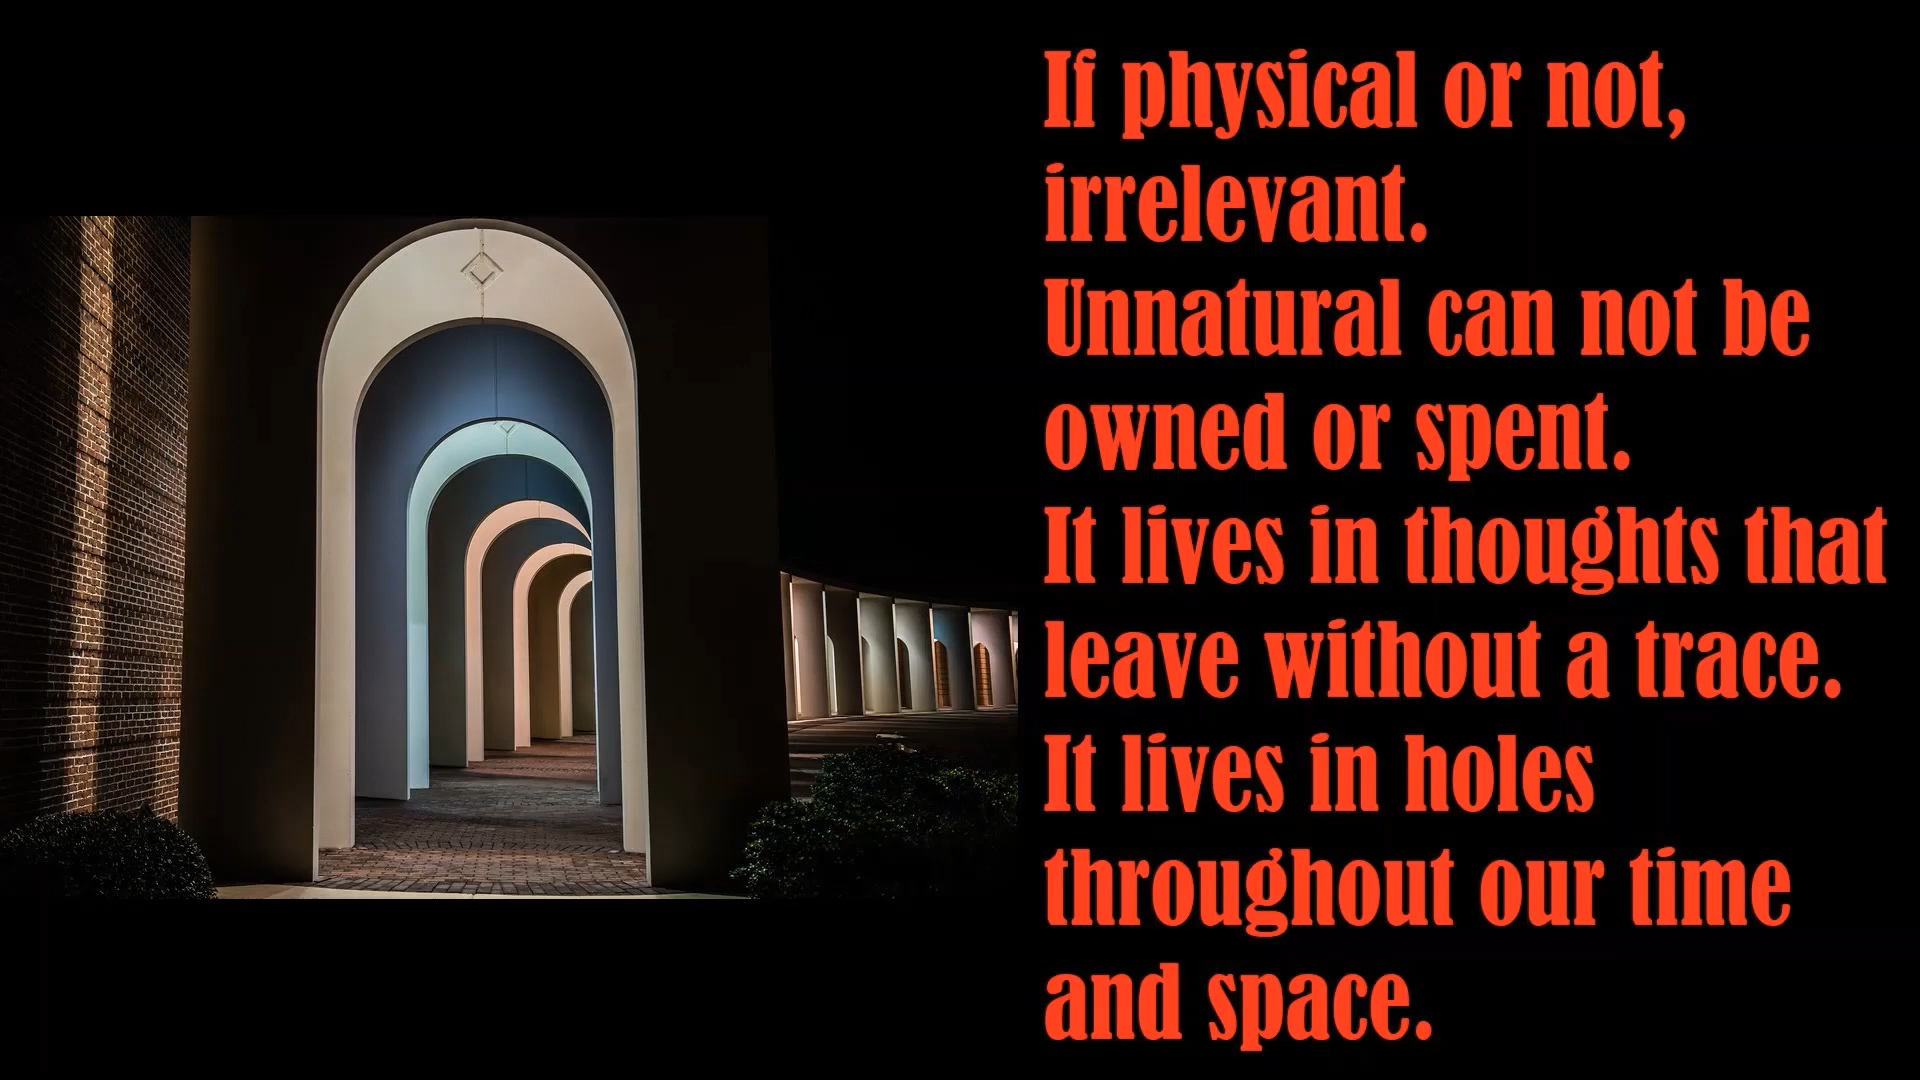 If physical or not,
irrelevant.
Unnatural can not be
owned or spent.
It lives in thoughts that
leave without a trace.
It lives in holes
throughout our time
and space.